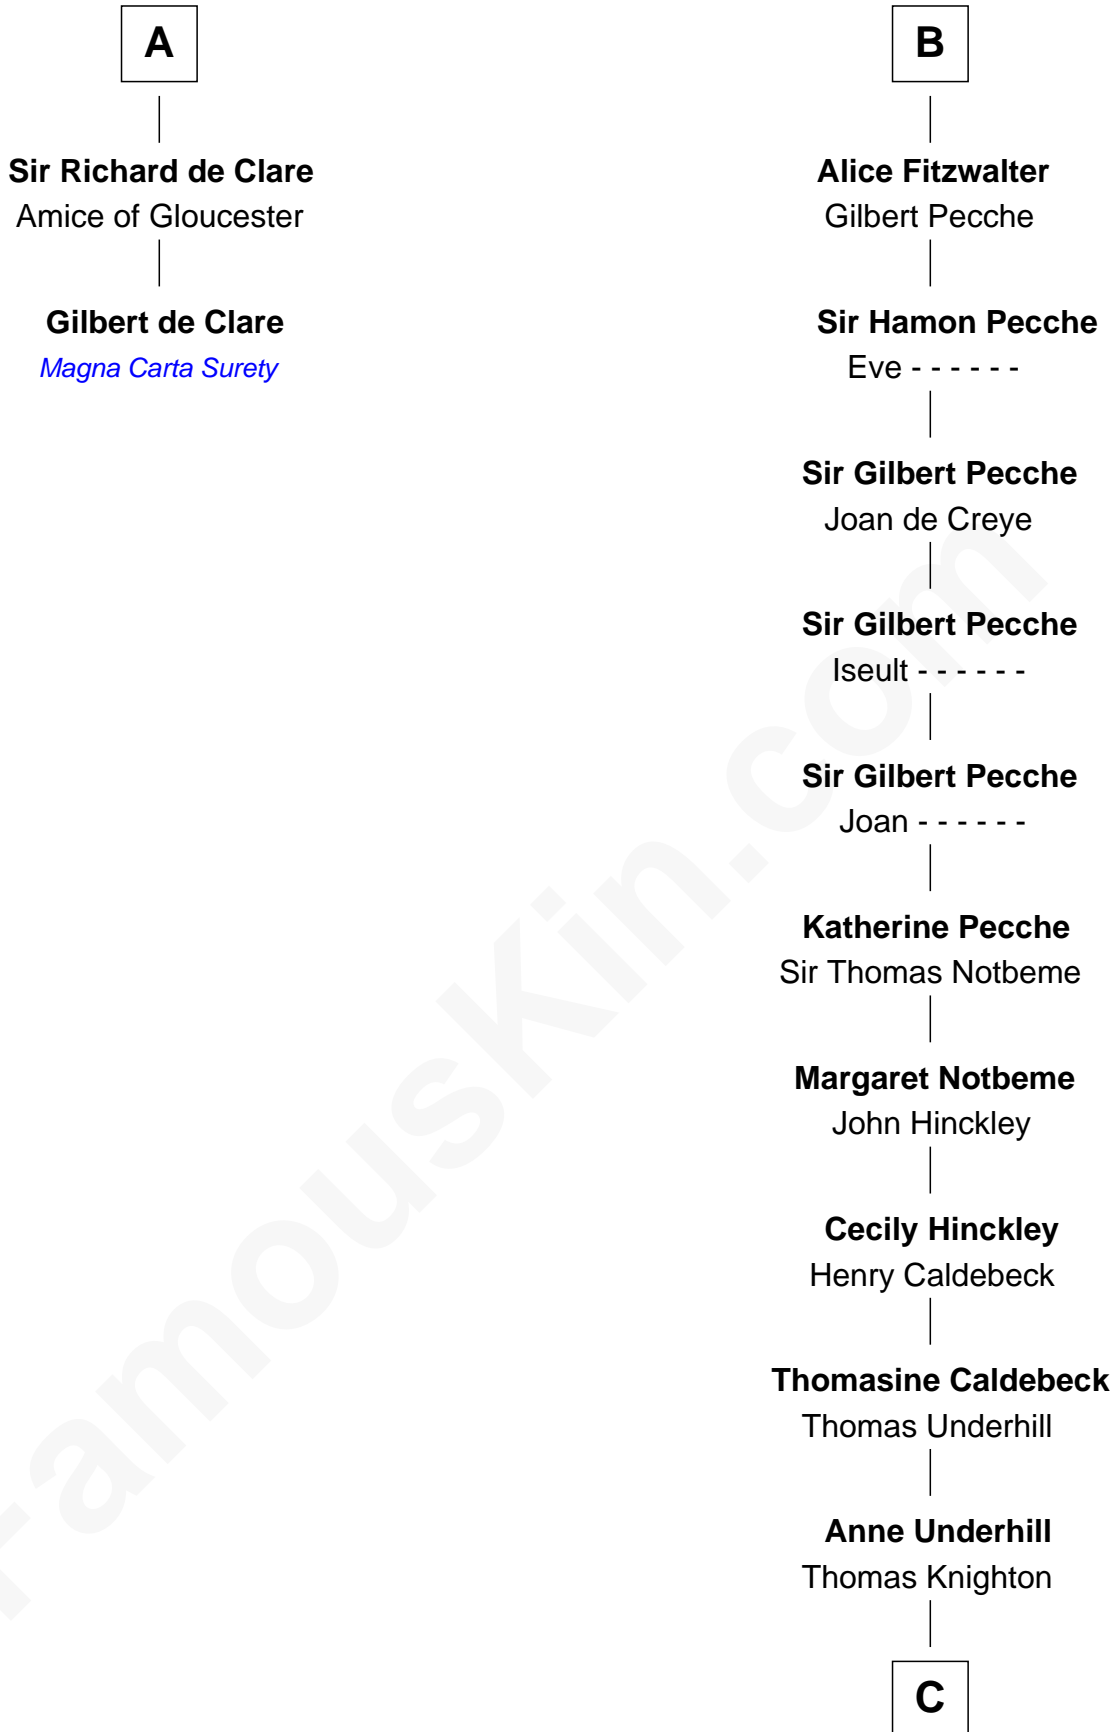 A
Sir Richard de Clare
Amice of Gloucester
Gilbert de Clare
Magna Carta Surety
B
Alice Fitzwalter
Gilbert Pecche
Sir Hamon Pecche
Eve - - - - - -
Sir Gilbert Pecche
Joan de Creye
Sir Gilbert Pecche
Iseult - - - - - -
Sir Gilbert Pecche
Joan - - - - - -
Katherine Pecche
Sir Thomas Notbeme
Margaret Notbeme
John Hinckley
Cecily Hinckley
Henry Caldebeck
Thomasine Caldebeck
Thomas Underhill
Anne Underhill
Thomas Knighton
C
FamousKin.com